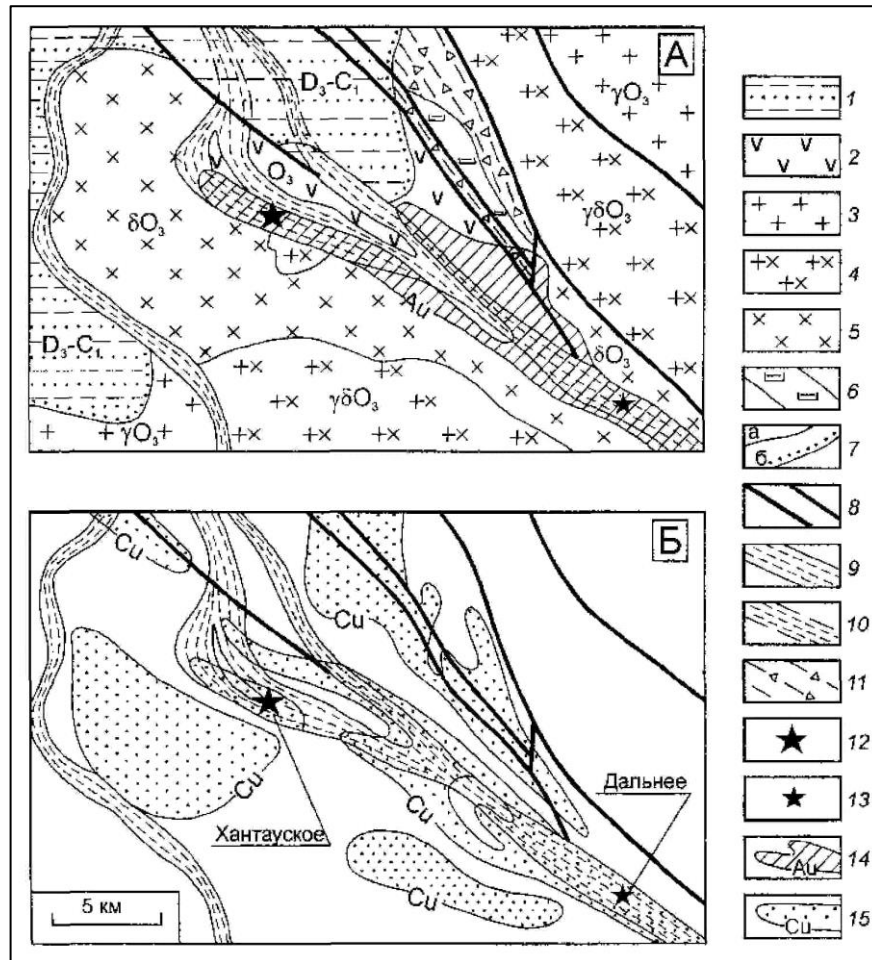 А
D₃-C₁
γO₃
O₃
γδO₃
δO₃
Au
D₃-C₁
δO₃
γδO₃
γO₃
Б
Cu
Cu
Cu
Дальнее
Cu
Хантауское
Cu
5 км
1
2
3
4
5
6
а
б
7
8
9
10
11
12
13
Au
14
Cu
15